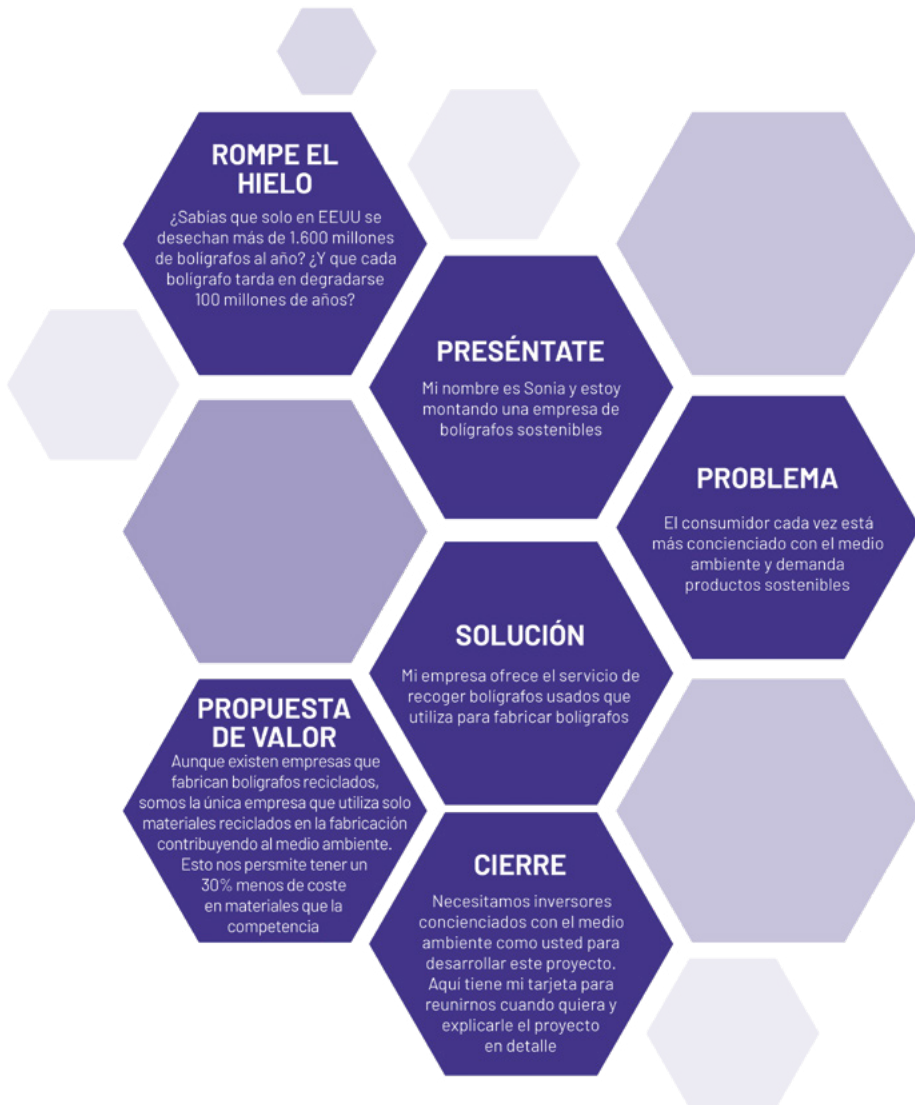 ROMPE EL
HIELO
¿Sabías que solo en EEUU se
desechan más de 1.600 millones
de bolígrafos al año? ¿Y que cada
bolígrafo tarda en degradarse
100 millones de años?
PRESÉNTATE
Mi nombre es Sonia y estoy
montando una empresa de
bolígrafos sostenibles
PROBLEMA
El consumidor cada vez está
más concienciado con el medio
ambiente y demanda
productos sostenibles
SOLUCIÓN
Mi empresa ofrece el servicio de
recoger bolígrafos usados que
utiliza para fabricar bolígrafos
PROPUESTA
DE VALOR
Aunque existen empresas que
fabrican bolígrafos reciclados,
somos la única empresa que utiliza solo
materiales reciclados en la fabricación
contribuyendo al medio ambiente.
Esto nos persmite tener un
30% menos de coste
en materiales que la
competencia
CIERRE
Necesitamos inversores
concienciados con el medio
ambiente como usted para
desarrollar este proyecto.
Aquí tiene mi tarjeta para
reunirnos cuando quiera y
explicarle el proyecto
en detalle